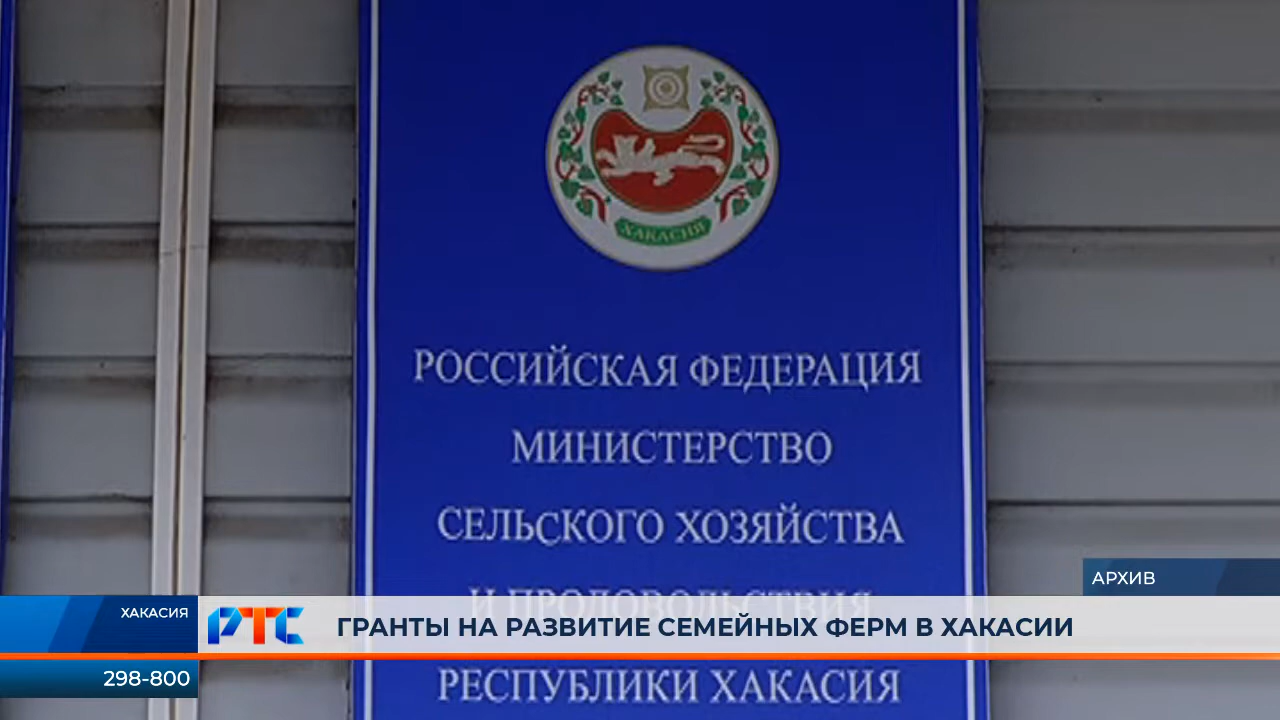 ХАКАСИЯ
РОССИЙСКАЯ ФЕДЕРАЦИЯ
МИНИСТЕРСТВО
СЕЛЬСКОГО ХОЗЯЙСТВА
И ПРОДОВОЛЬСТВИЯ
РЕСПУБЛИКИ ХАКАСИЯ
АРХИВ
ХАКАСИЯ
РТС
ГРАНТЫ НА РАЗВИТИЕ СЕМЕЙНЫХ ФЕРМ В ХАКАСИИ
298-800